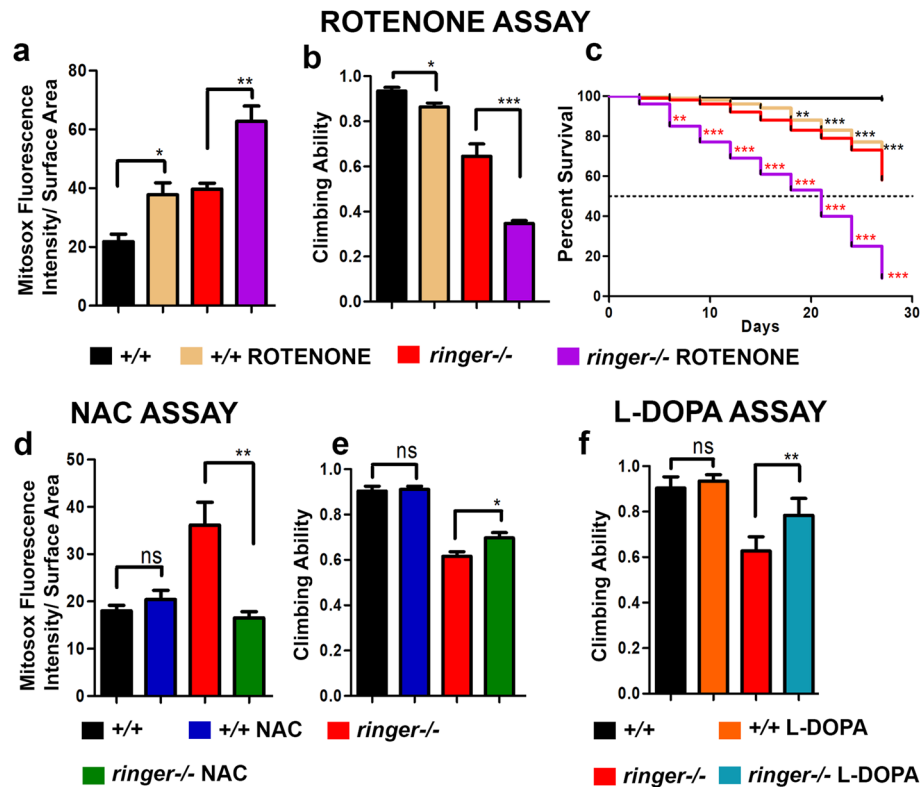 ROTENONE ASSAY
a
Mitosox Fluorescence
Intensity/ Surface Area
80
60
40
20
0
*
**
b
Climbing Ability
1.0
0.8
0.6
0.4
0.2
0.0
*
***
c
Percent Survival
100
80
60
40
20
0
**
***
***
***
**
***
***
***
***
***
***
***
0
10
20
30
Days
+/+
+/+ ROTENONE
ringer-/-
ringer-/- ROTENONE
NAC ASSAY
d
Mitosox Fluorescence
Intensity/ Surface Area
50
40
30
20
10
0
ns
**
e
Climbing Ability
1.0
0.8
0.6
0.4
0.2
0.0
ns
*
+/+
+/+ NAC
ringer-/-
ringer-/- NAC
L-DOPA ASSAY
f
Climbing Ability
1.0
0.8
0.6
0.4
0.2
0.0
ns
**
+/+
+/+ L-DOPA
ringer-/-
ringer-/- L-DOPA